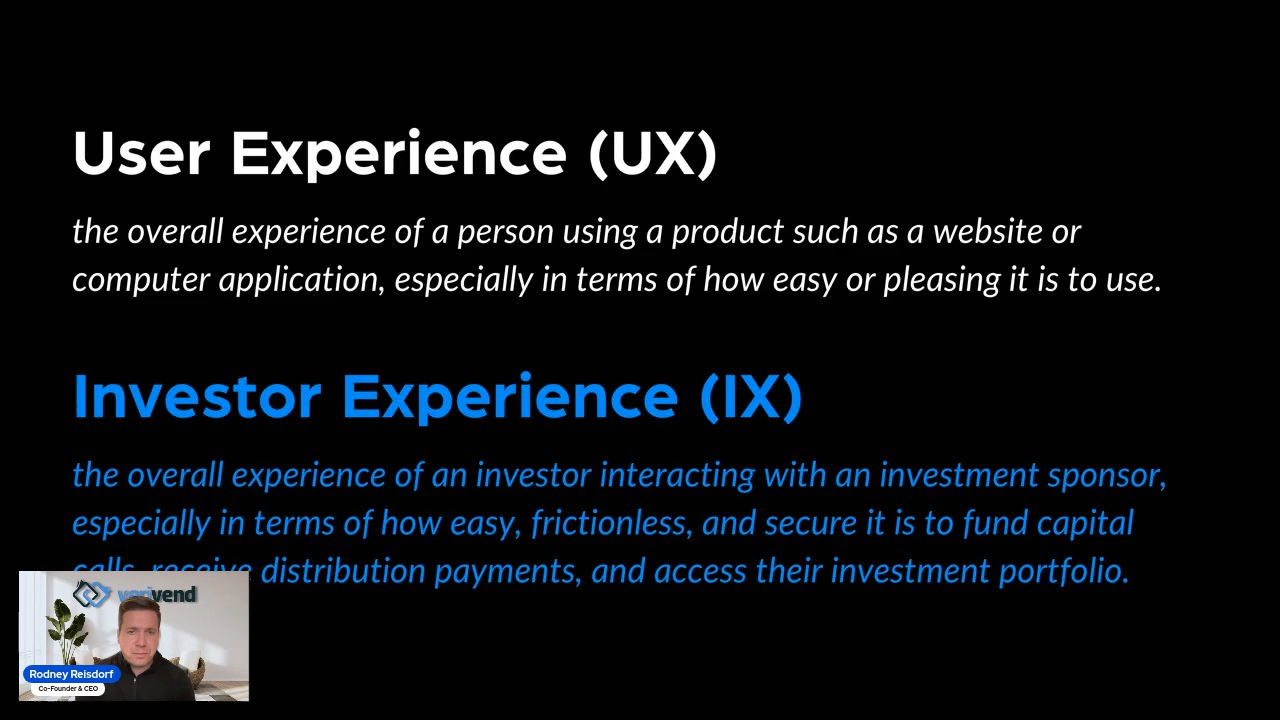 User Experience (UX)
the overall experience of a person using a product such as a website or
computer application, especially in terms of how easy or pleasing it is to use.
Investor Experience (IX)
the overall experience of an investor interacting with an investment sponsor,
especially in terms of how easy, frictionless, and secure it is to fund capital
calls, receive distribution payments, and access their investment portfolio.
verivend
Rodney Reisdorf
Co-Founder & CEO